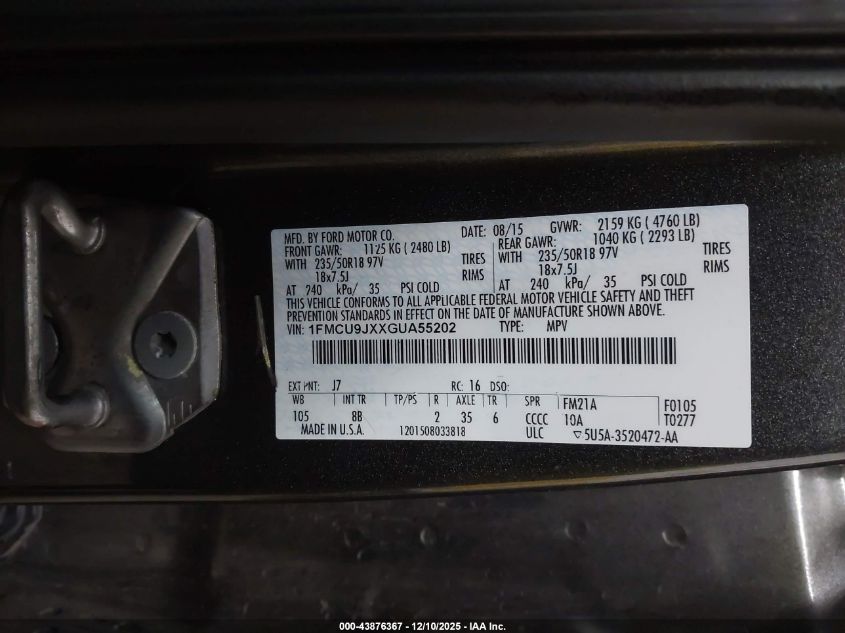 MFD. BY FORD MOTOR CO. DATE: 08/15 GVWR: 2159 KG ( 4760 LB)
FRONT GAWR: 1125 KG ( 2480 LB) REAR GAWR: 1040 KG ( 2293 LB)
WITH 235/50R18 97V TIRES WITH 235/50R18 97V TIRES
18x7.5J RIMS 18x7.5J RIMS
AT 240 kPa/ 35 PSI COLD AT 240 kPa/ 35 PSI COLD
THIS VEHICLE CONFORMS TO ALL APPLICABLE FEDERAL MOTOR VEHICLE SAFETY AND THEFT
PREVENTION STANDARDS IN EFFECT ON THE DATE OF MANUFACTURE SHOWN ABOVE.
VIN: 1FMCU9JXXGUA55202 TYPE: MPV
EXT PNT: J7 RC: 16 DSO:
WB INT TR TP/PS R AXLE TR SPR FM21A F0105
105 8B 2 35 6 CCCC 10A T0277
MADE IN U.S.A. 1201508033818 ULC ▽5U5A-3520472-AA
000-43876367 - 12/10/2025 - IAA Inc.